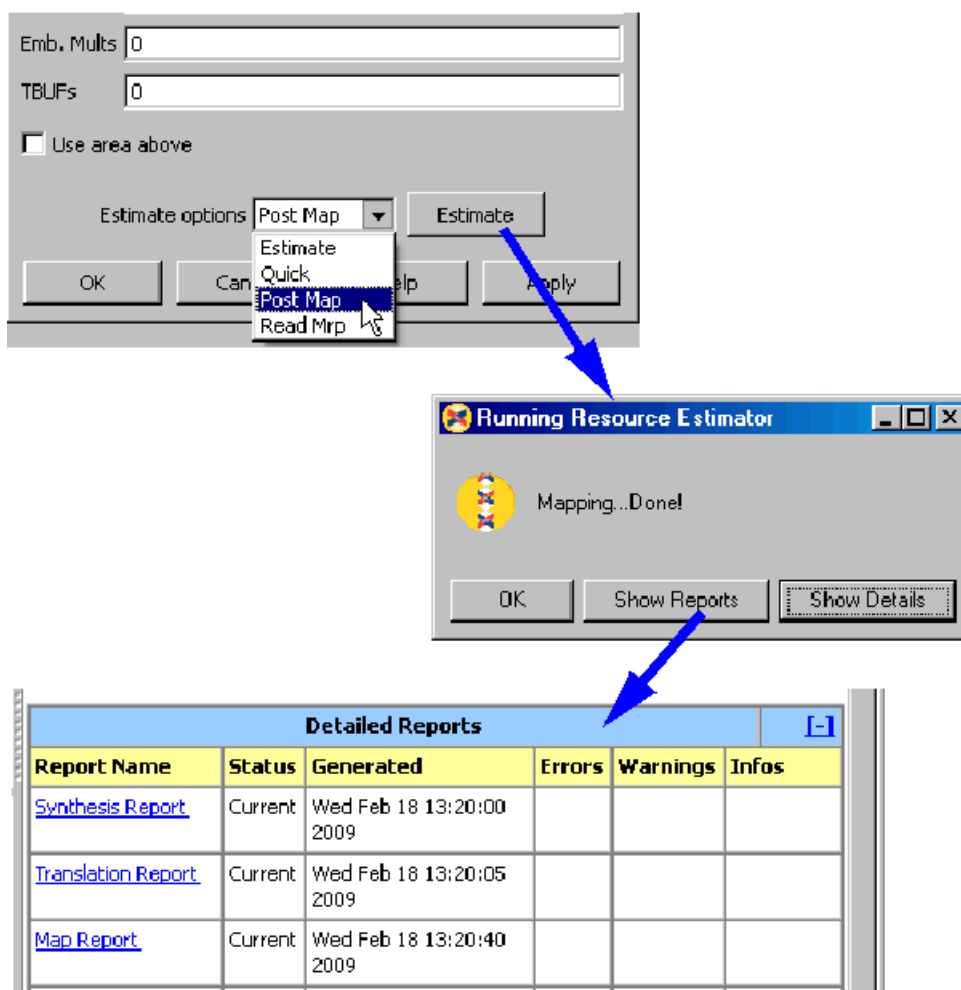 Emb. Mults 0
TBUFs 0
Use area above
Estimate options Post Map Estimate
Estimate
Quick
Post Map
Read Mrp
OK Can elp Apply
Running Resource Estimator
Mapping...Done!
OK Show Reports Show Details
Detailed Reports [-]
Report Name Status Generated Errors Warnings Infos
Synthesis Report Current Wed Feb 18 13:20:00
2009
Translation Report Current Wed Feb 18 13:20:05
2009
Map Report Current Wed Feb 18 13:20:40
2009